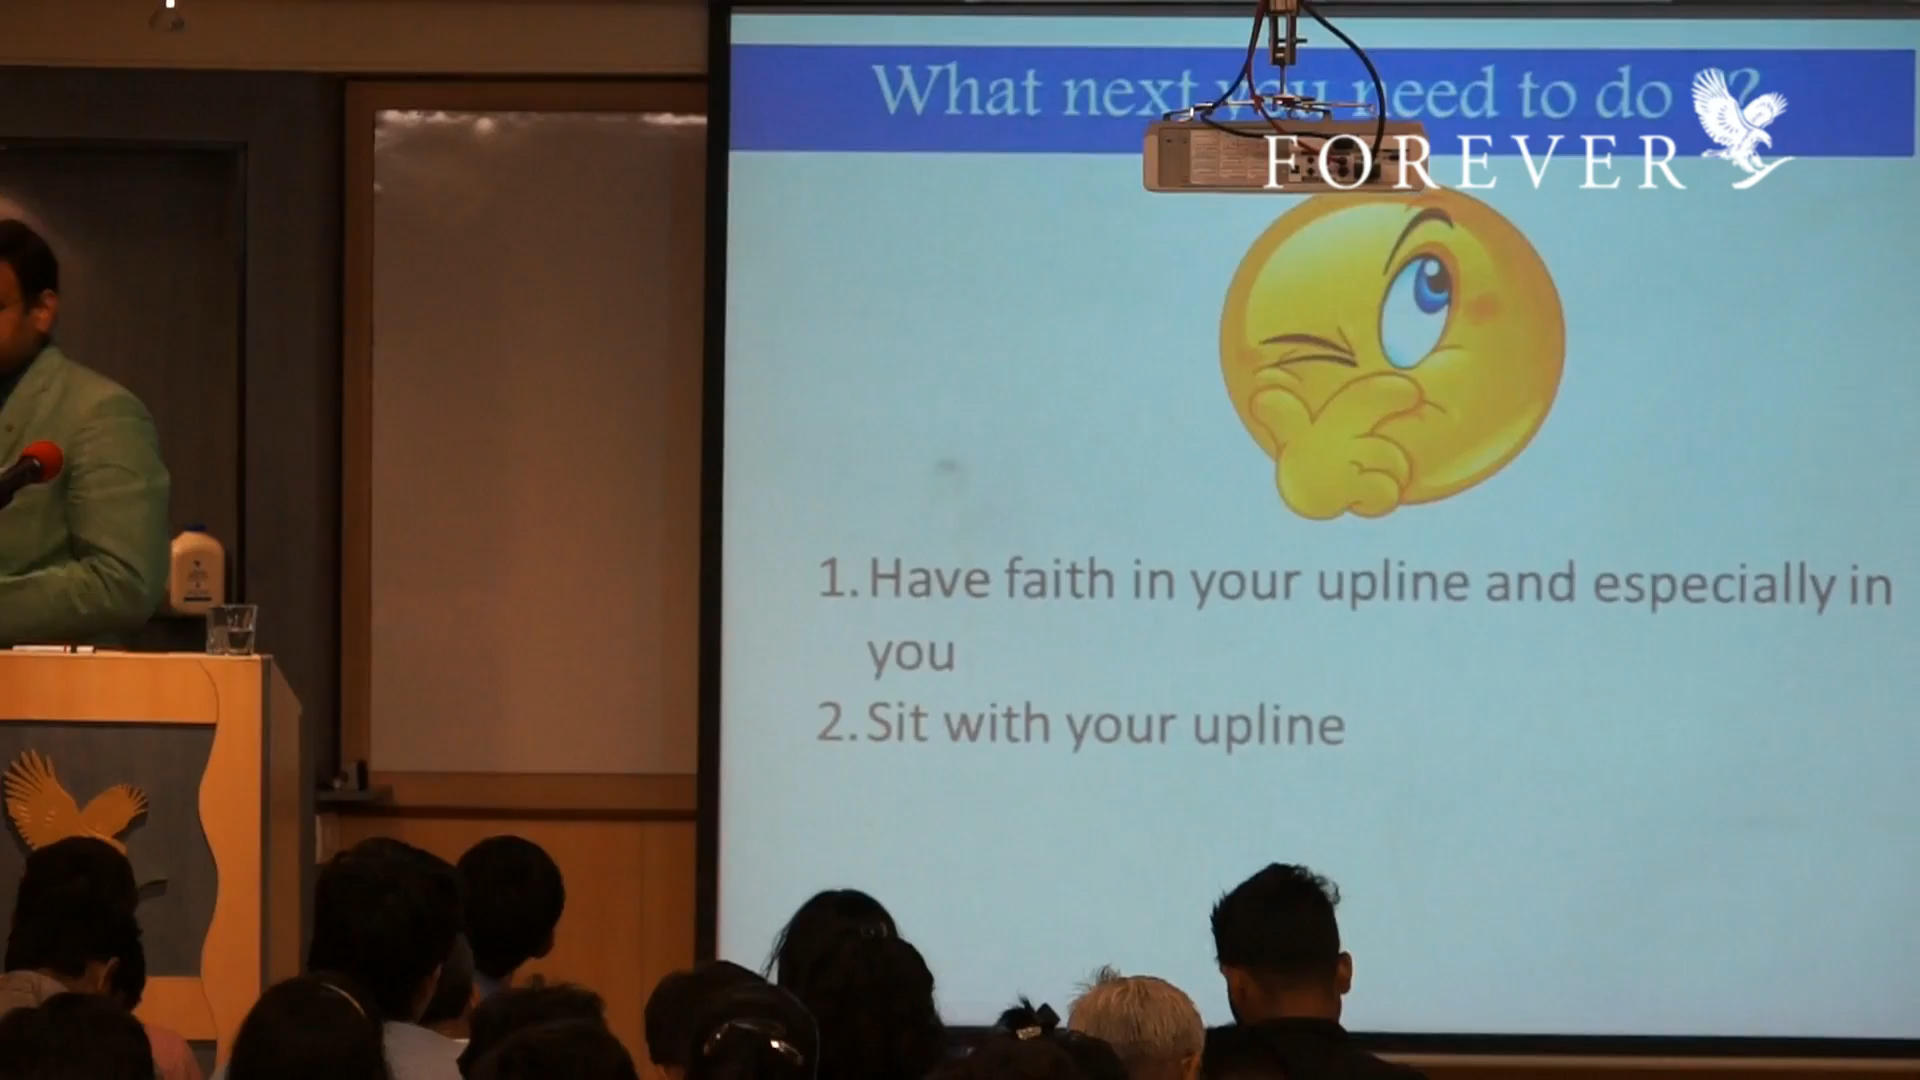 What next you need to do ?
FOREVER
1. Have faith in your upline and especially in
you
2. Sit with your upline